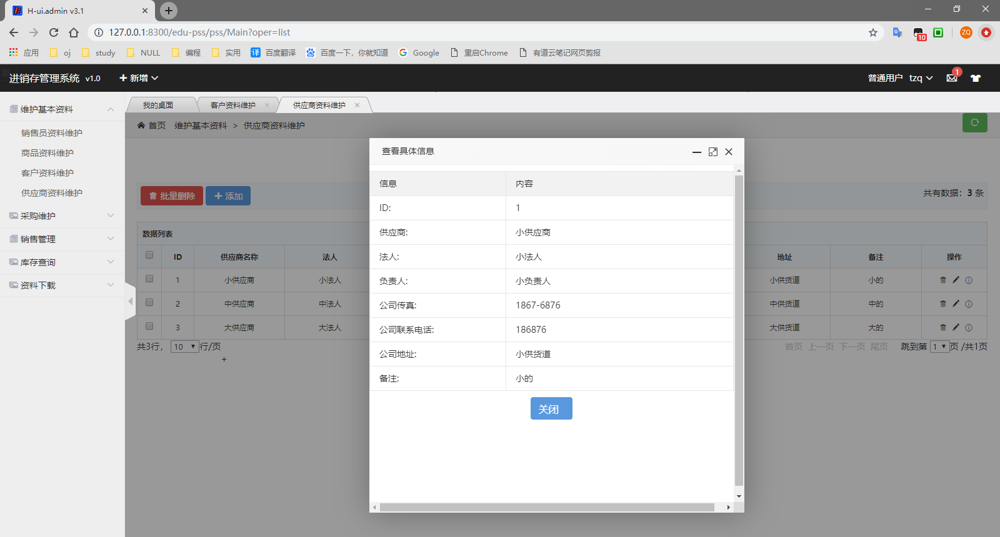 H-ui.admin v3.1
127.0.0.1:8300/edu-pss/pss/Main?oper=list
ZQ
10
应用 oj study NULL 编程 实用 译 百度翻译 百度一下，你就知道 Google 重启Chrome 有道云笔记网页剪报
进销存管理系统 v1.0 新增 普通用户 tzq 1
维护基本资料
销售员资料维护
商品资料维护
客户资料维护
供应商资料维护
采购维护
销售管理
库存查询
资料下载
我的桌面 客户资料维护 供应商资料维护
首页 维护基本资料 > 供应商资料维护
批量删除 添加 共有数据：3 条
数据列表
ID 供应商名称 法人 地址 备注 操作
1 小供应商 小法人 小供货道 小的
2 中供应商 中法人 中供货道 中的
3 大供应商 大法人 大供货道 大的
共3行， 10 行/页 首页 上一页 下一页 尾页 跳到第 1 页 /共1页
查看具体信息
信息 内容
ID: 1
供应商: 小供应商
法人: 小法人
负责人: 小负责人
公司传真: 1867-6876
公司联系电话: 186876
公司地址: 小供货道
备注: 小的
关闭